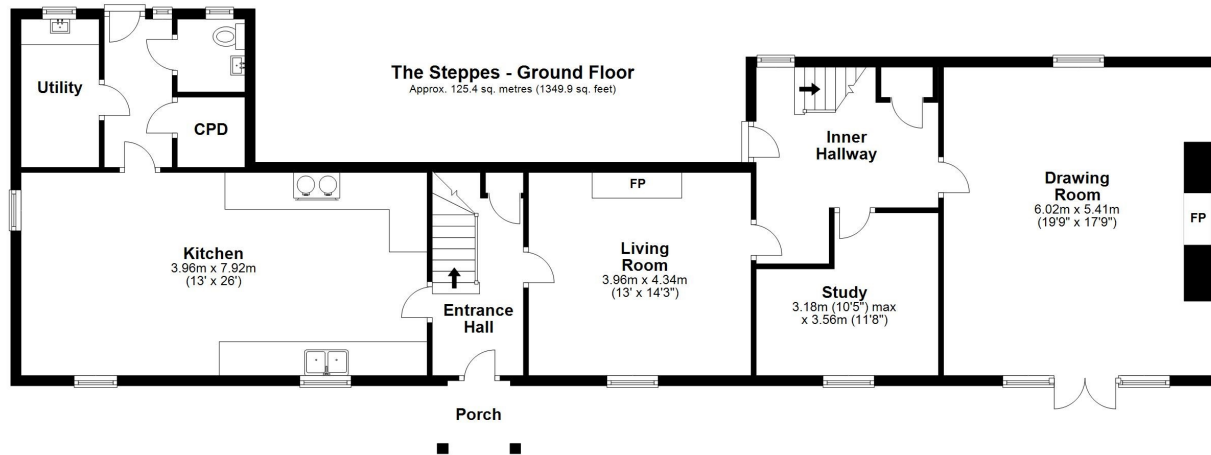 The Steppes - Ground Floor
Approx. 125.4 sq. metres (1349.9 sq. feet)
Utility
CPD
Kitchen
3.96m x 7.92m
(13' x 26')
Entrance
Hall
FP
Living
Room
3.96m x 4.34m
(13' x 14'3")
Inner
Hallway
Study
3.18m (10'5") max
x 3.56m (11'8")
Drawing
Room
6.02m x 5.41m
(19'9" x 17'9")
FP
Porch